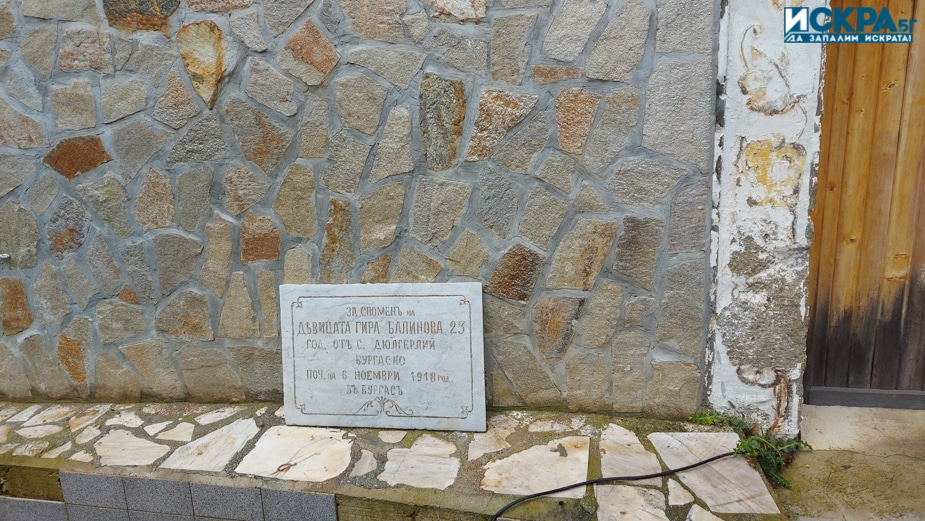 ИСКРА.БГ
ДА ЗАПАЛИМ ИСКРАТА!
ЗА СПОМЕНЪ НА
ДѢВИЦАТА ГИРА БАЛИНОВА 23
ГОД. ОТЪ С. ДЮЛГЕРЛИЙ
БУРГАСКО
ПОЧ. НА 6 НОЕМВРИ 1918 ГОД.
ВЪ БУРГАСЪ